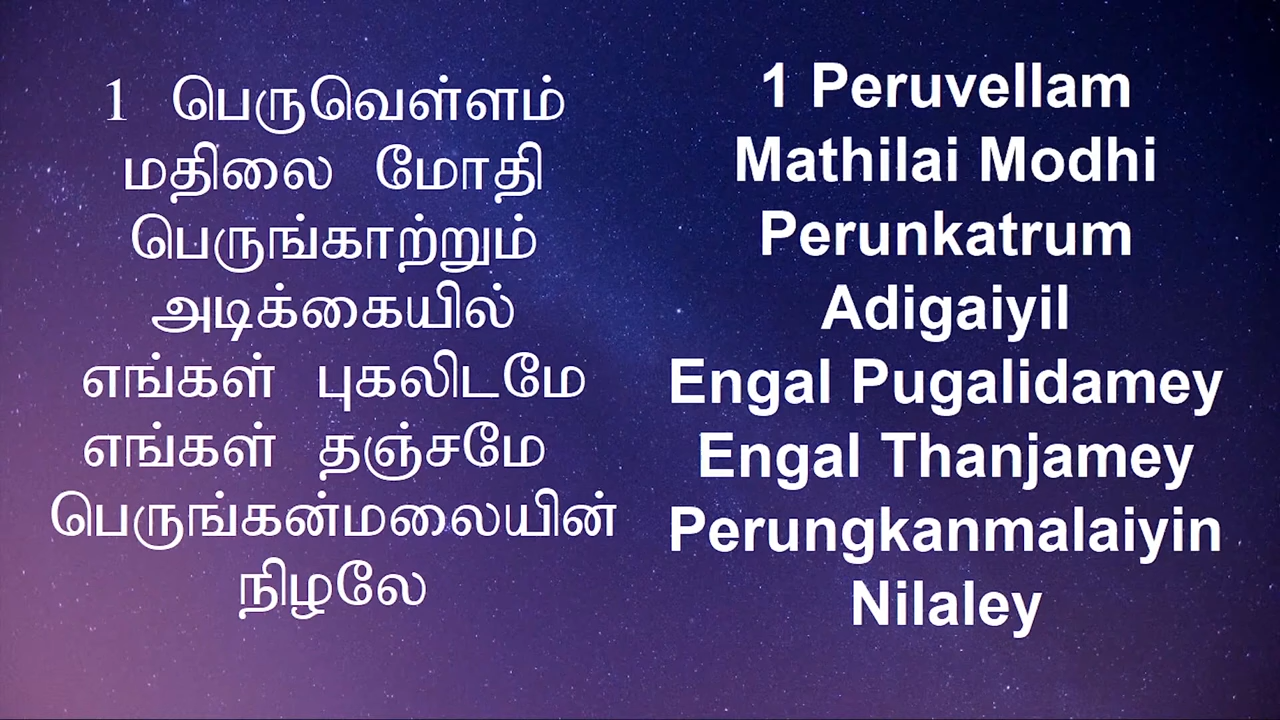 1 பெருவெள்ளம்
மதிலை மோதி
பெருங்காற்றும்
அடிக்கையில்
எங்கள் புகலிடமே
எங்கள் தஞ்சமே
பெருங்கன்மலையின்
நிழலே
1 Peruvellam
Mathilai Modhi
Perunkatrum
Adigaiyil
Engal Pugalidamey
Engal Thanjamey
Perungkanmalaiyin
Nilaley